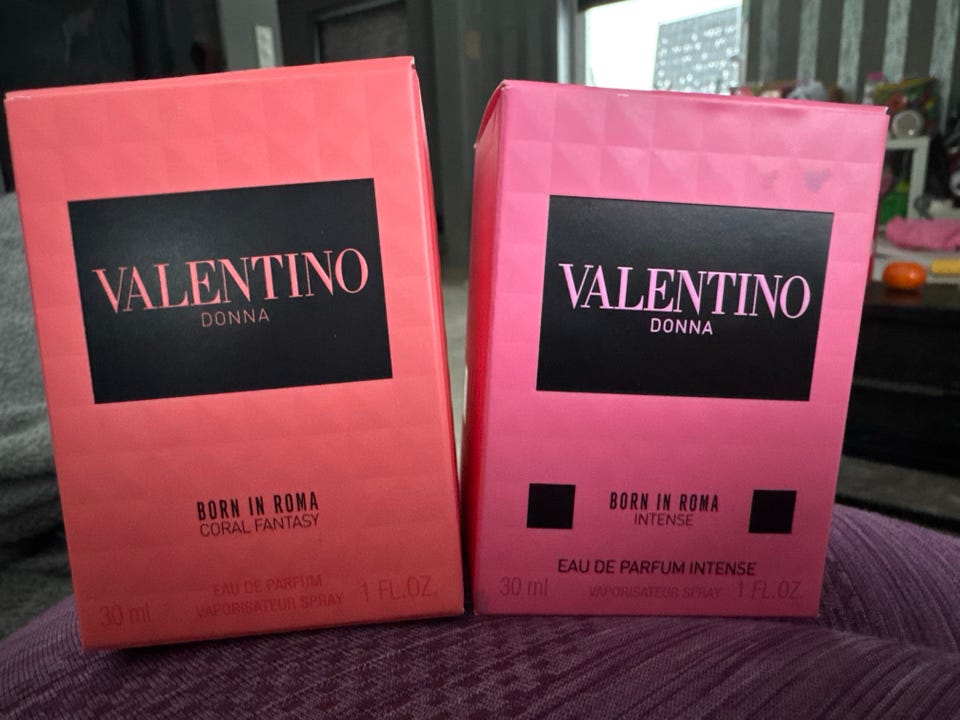 VALENTINO
DONNA
BORN IN ROMA
CORAL FANTASY
EAU DE PARFUM
30 ml VAPORISATEUR SPRAY 1 FL.OZ.
VALENTINO
DONNA
BORN IN ROMA
INTENSE
EAU DE PARFUM INTENSE
30 ml VAPORISATEUR SPRAY 1 FL.OZ.